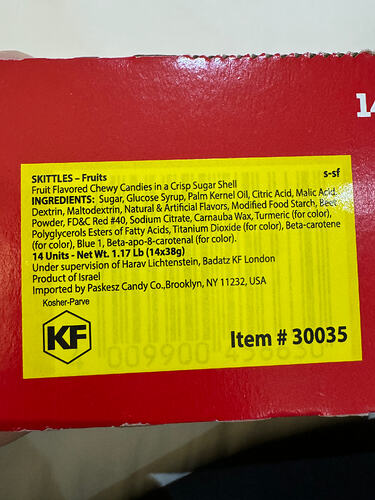 14
SKITTLES – Fruits s-sf
Fruit Flavored Chewy Candies in a Crisp Sugar Shell
INGREDIENTS: Sugar, Glucose Syrup, Palm Kernel Oil, Citric Acid, Malic Acid,
Dextrin, Maltodextrin, Natural & Artificial Flavors, Modified Food Starch, Beet
Powder, FD&C Red #40, Sodium Citrate, Carnauba Wax, Turmeric (for color),
Polyglycerols Esters of Fatty Acids, Titanium Dioxide (for color), Beta-carotene
(for color), Blue 1, Beta-apo-8-carotenal (for color).
14 Units - Net Wt. 1.17 Lb (14x38g)
Under supervision of Harav Lichtenstein, Badatz KF London
Product of Israel
Imported by Paskesz Candy Co.,Brooklyn, NY 11232, USA
Kosher-Parve
KF
Item # 30035